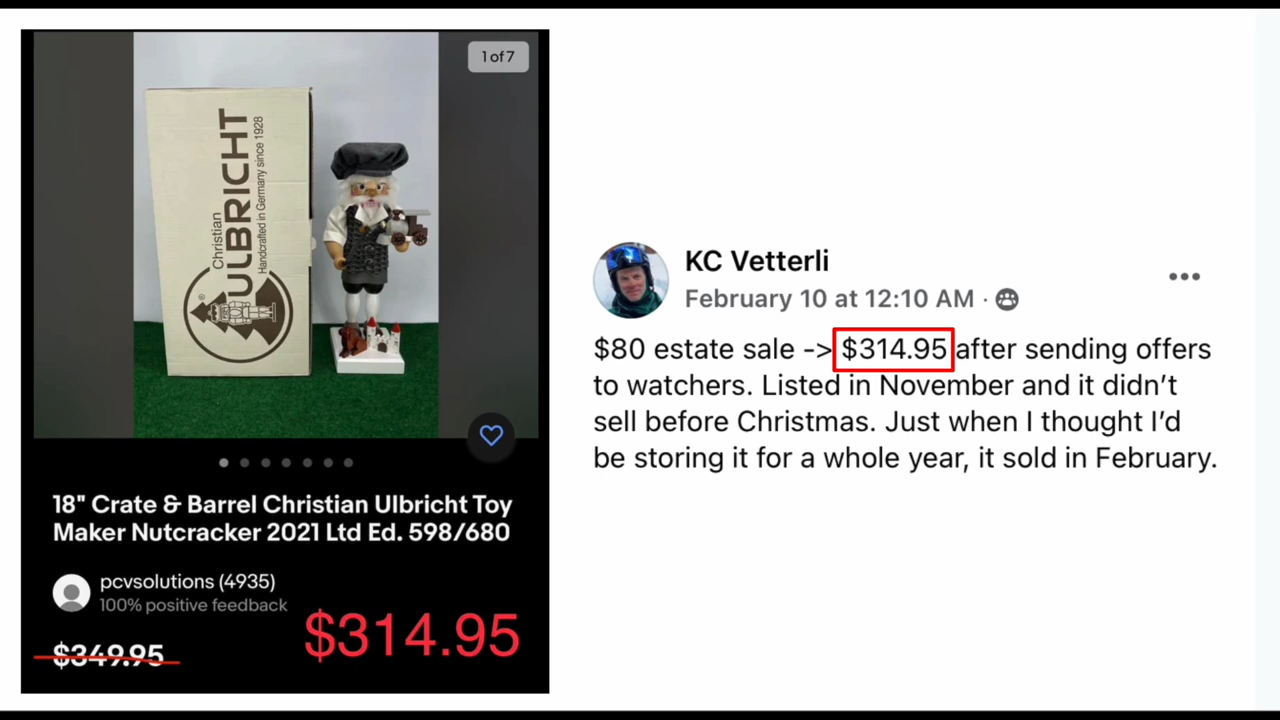 1 of 7
Christian
ULBRICHT
Handcrafted in Germany since 1928
®
18" Crate & Barrel Christian Ulbricht Toy
Maker Nutcracker 2021 Ltd Ed. 598/680
pcvsolutions (4935)
100% positive feedback
$349.95
$314.95
KC Vetterli
February 10 at 12:10 AM ·
$80 estate sale -> $314.95 after sending offers
to watchers. Listed in November and it didn’t
sell before Christmas. Just when I thought I’d
be storing it for a whole year, it sold in February.